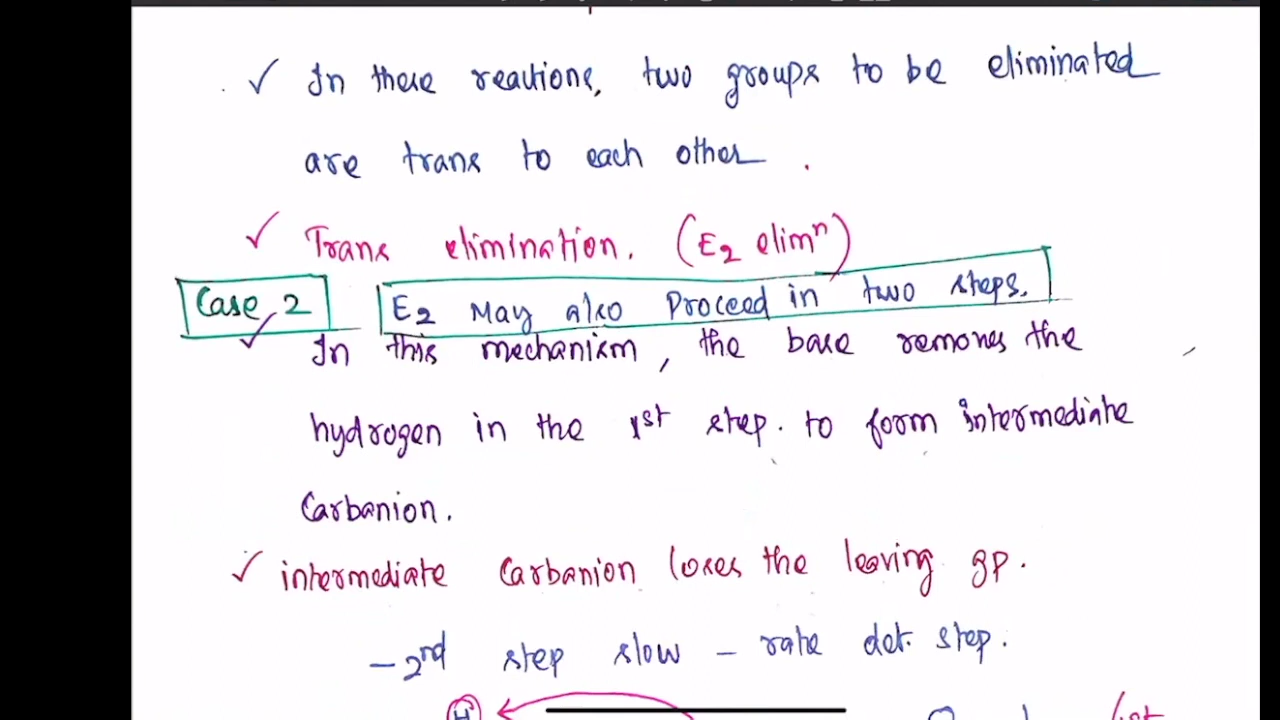 ✓ In these reactions, two groups to be eliminated
are trans to each other.
✓ Trans elimination. (E₂ elimⁿ)
Case 2 E₂ May also Proceed in two steps.
✓ In this mechanism, the base removes the
hydrogen in the 1st step. to form intermediate
Carbanion.
✓ intermediate Carbanion loses the leaving gp.
– 2nd step slow – rate det. step.
H